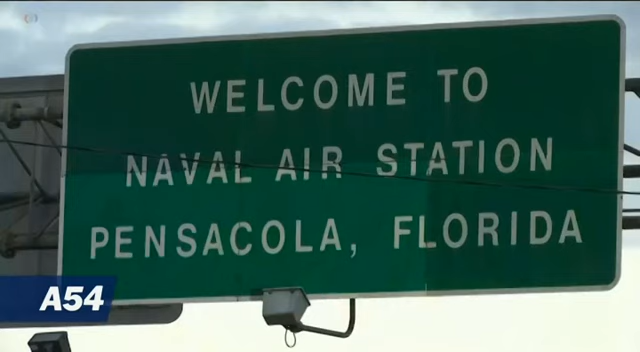 WELCOME TO
NAVAL AIR STATION
PENSACOLA, FLORIDA
A54